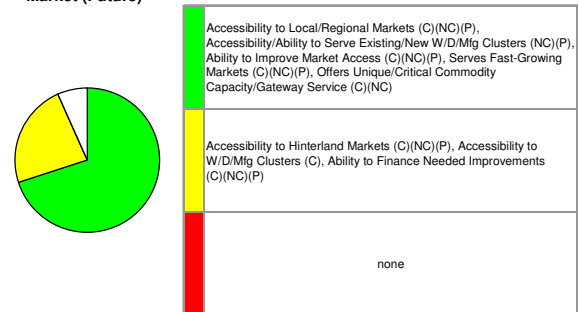 Market (Future)
Accessibility to Local/Regional Markets (C)(NC)(P),
Accessibility/Ability to Serve Existing/New W/D/Mfg Clusters (NC)(P),
Ability to Improve Market Access (C)(NC)(P), Serves Fast-Growing
Markets (C)(NC)(P), Offers Unique/Critical Commodity
Capacity/Gateway Service (C)(NC)
Accessibility to Hinterland Markets (C)(NC)(P), Accessibility to
W/D/Mfg Clusters (C), Ability to Finance Needed Improvements
(C)(NC)(P)
none